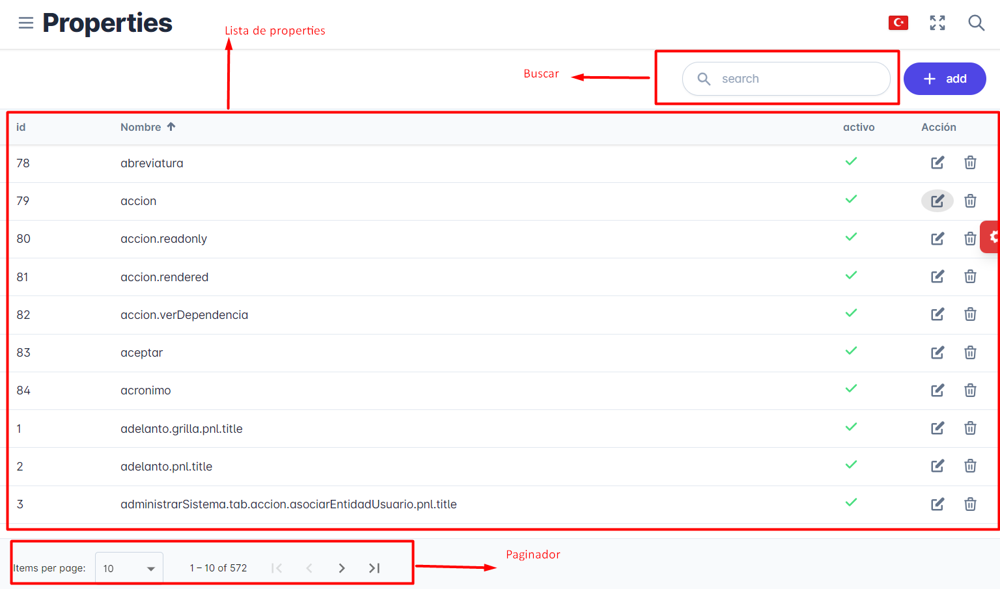 Properties
Lista de properties
Buscar
search
add
id Nombre activo Acción
78 abreviatura
79 accion
80 accion.readonly
81 accion.rendered
82 accion.verDependencia
83 aceptar
84 acronimo
1 adelanto.grilla.pnl.title
2 adelanto.pnl.title
3 administrarSistema.tab.accion.asociarEntidadUsuario.pnl.title
Paginador
Items per page: 10 1 – 10 of 572